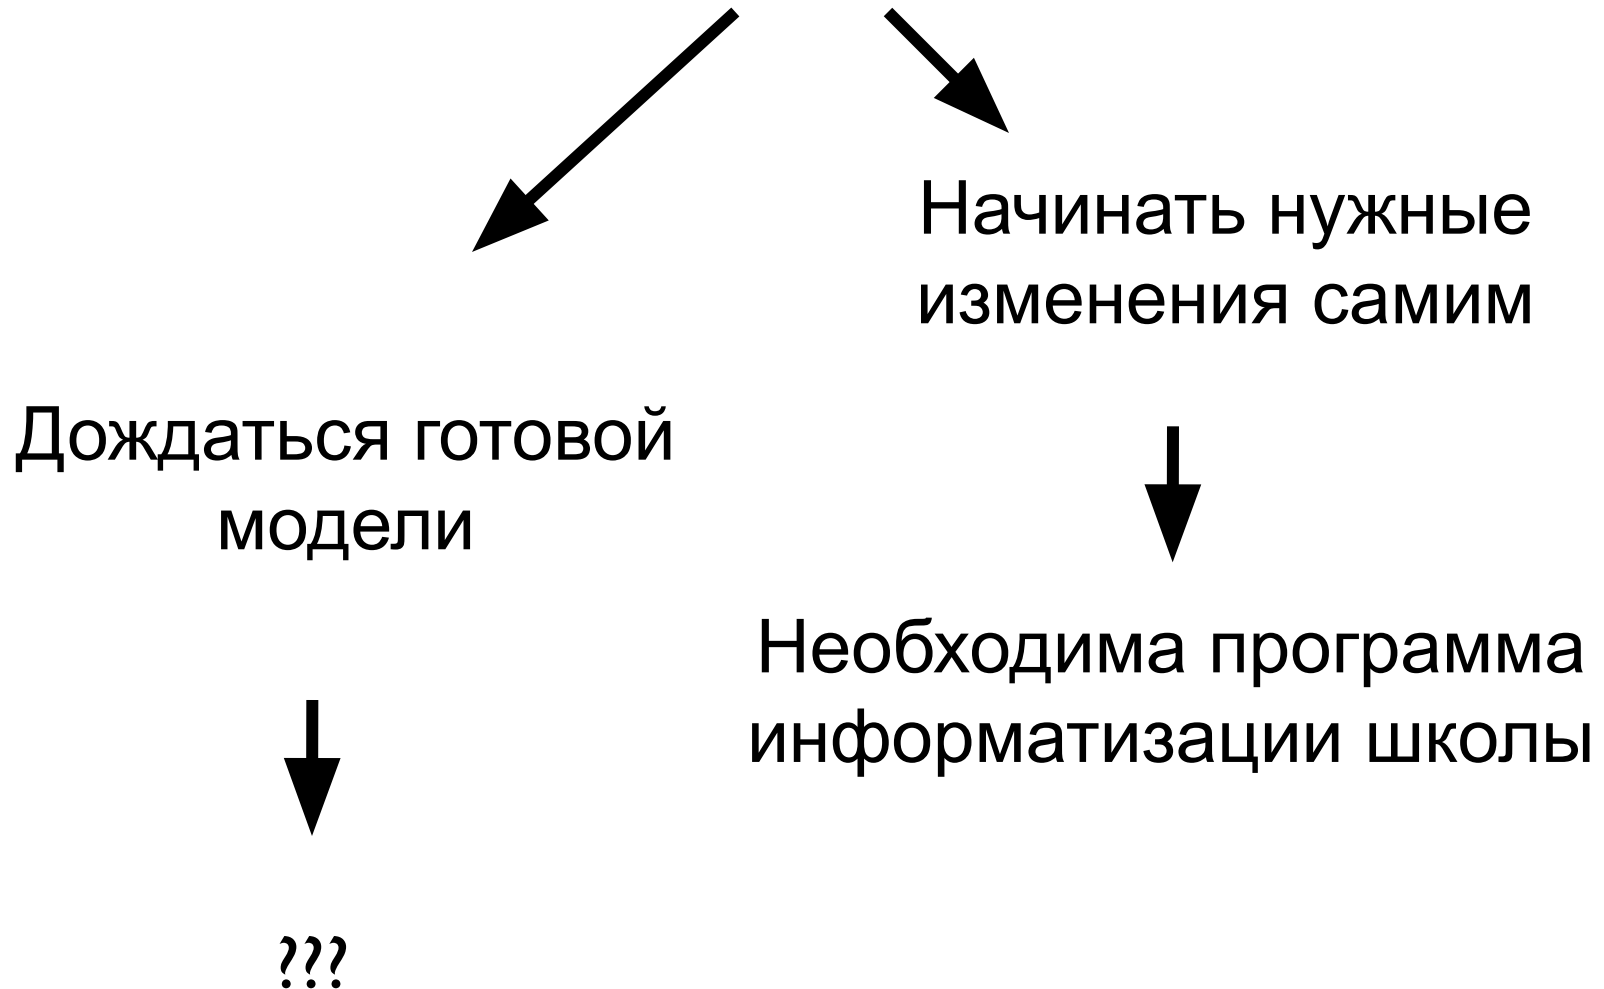 Начинать нужные
изменения самим
Дождаться готовой
модели
Необходима программа
информатизации школы
???